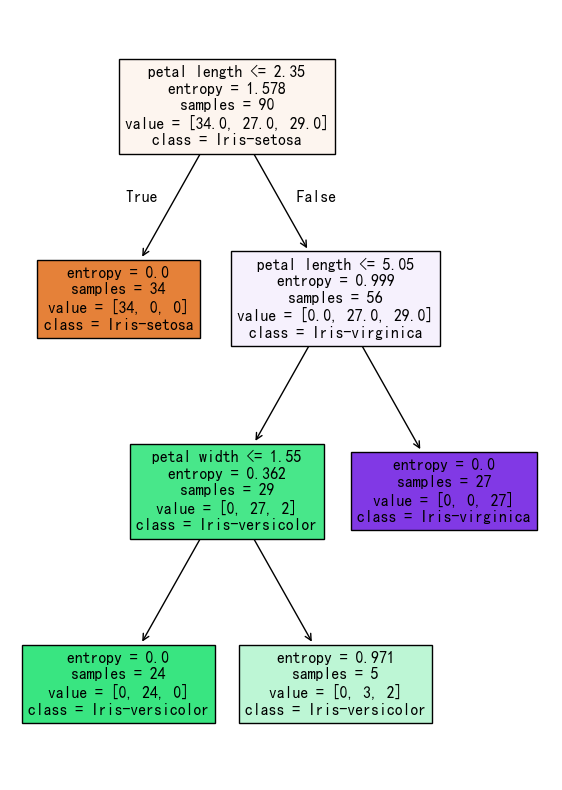 petal length <= 2.35
entropy = 1.578
samples = 90
value = [34.0, 27.0, 29.0]
class = Iris-setosa
True
False
entropy = 0.0
samples = 34
value = [34, 0, 0]
class = Iris-setosa
petal length <= 5.05
entropy = 0.999
samples = 56
value = [0.0, 27.0, 29.0]
class = Iris-virginica
petal width <= 1.55
entropy = 0.362
samples = 29
value = [0, 27, 2]
class = Iris-versicolor
entropy = 0.0
samples = 27
value = [0, 0, 27]
class = Iris-virginica
entropy = 0.0
samples = 24
value = [0, 24, 0]
class = Iris-versicolor
entropy = 0.971
samples = 5
value = [0, 3, 2]
class = Iris-versicolor